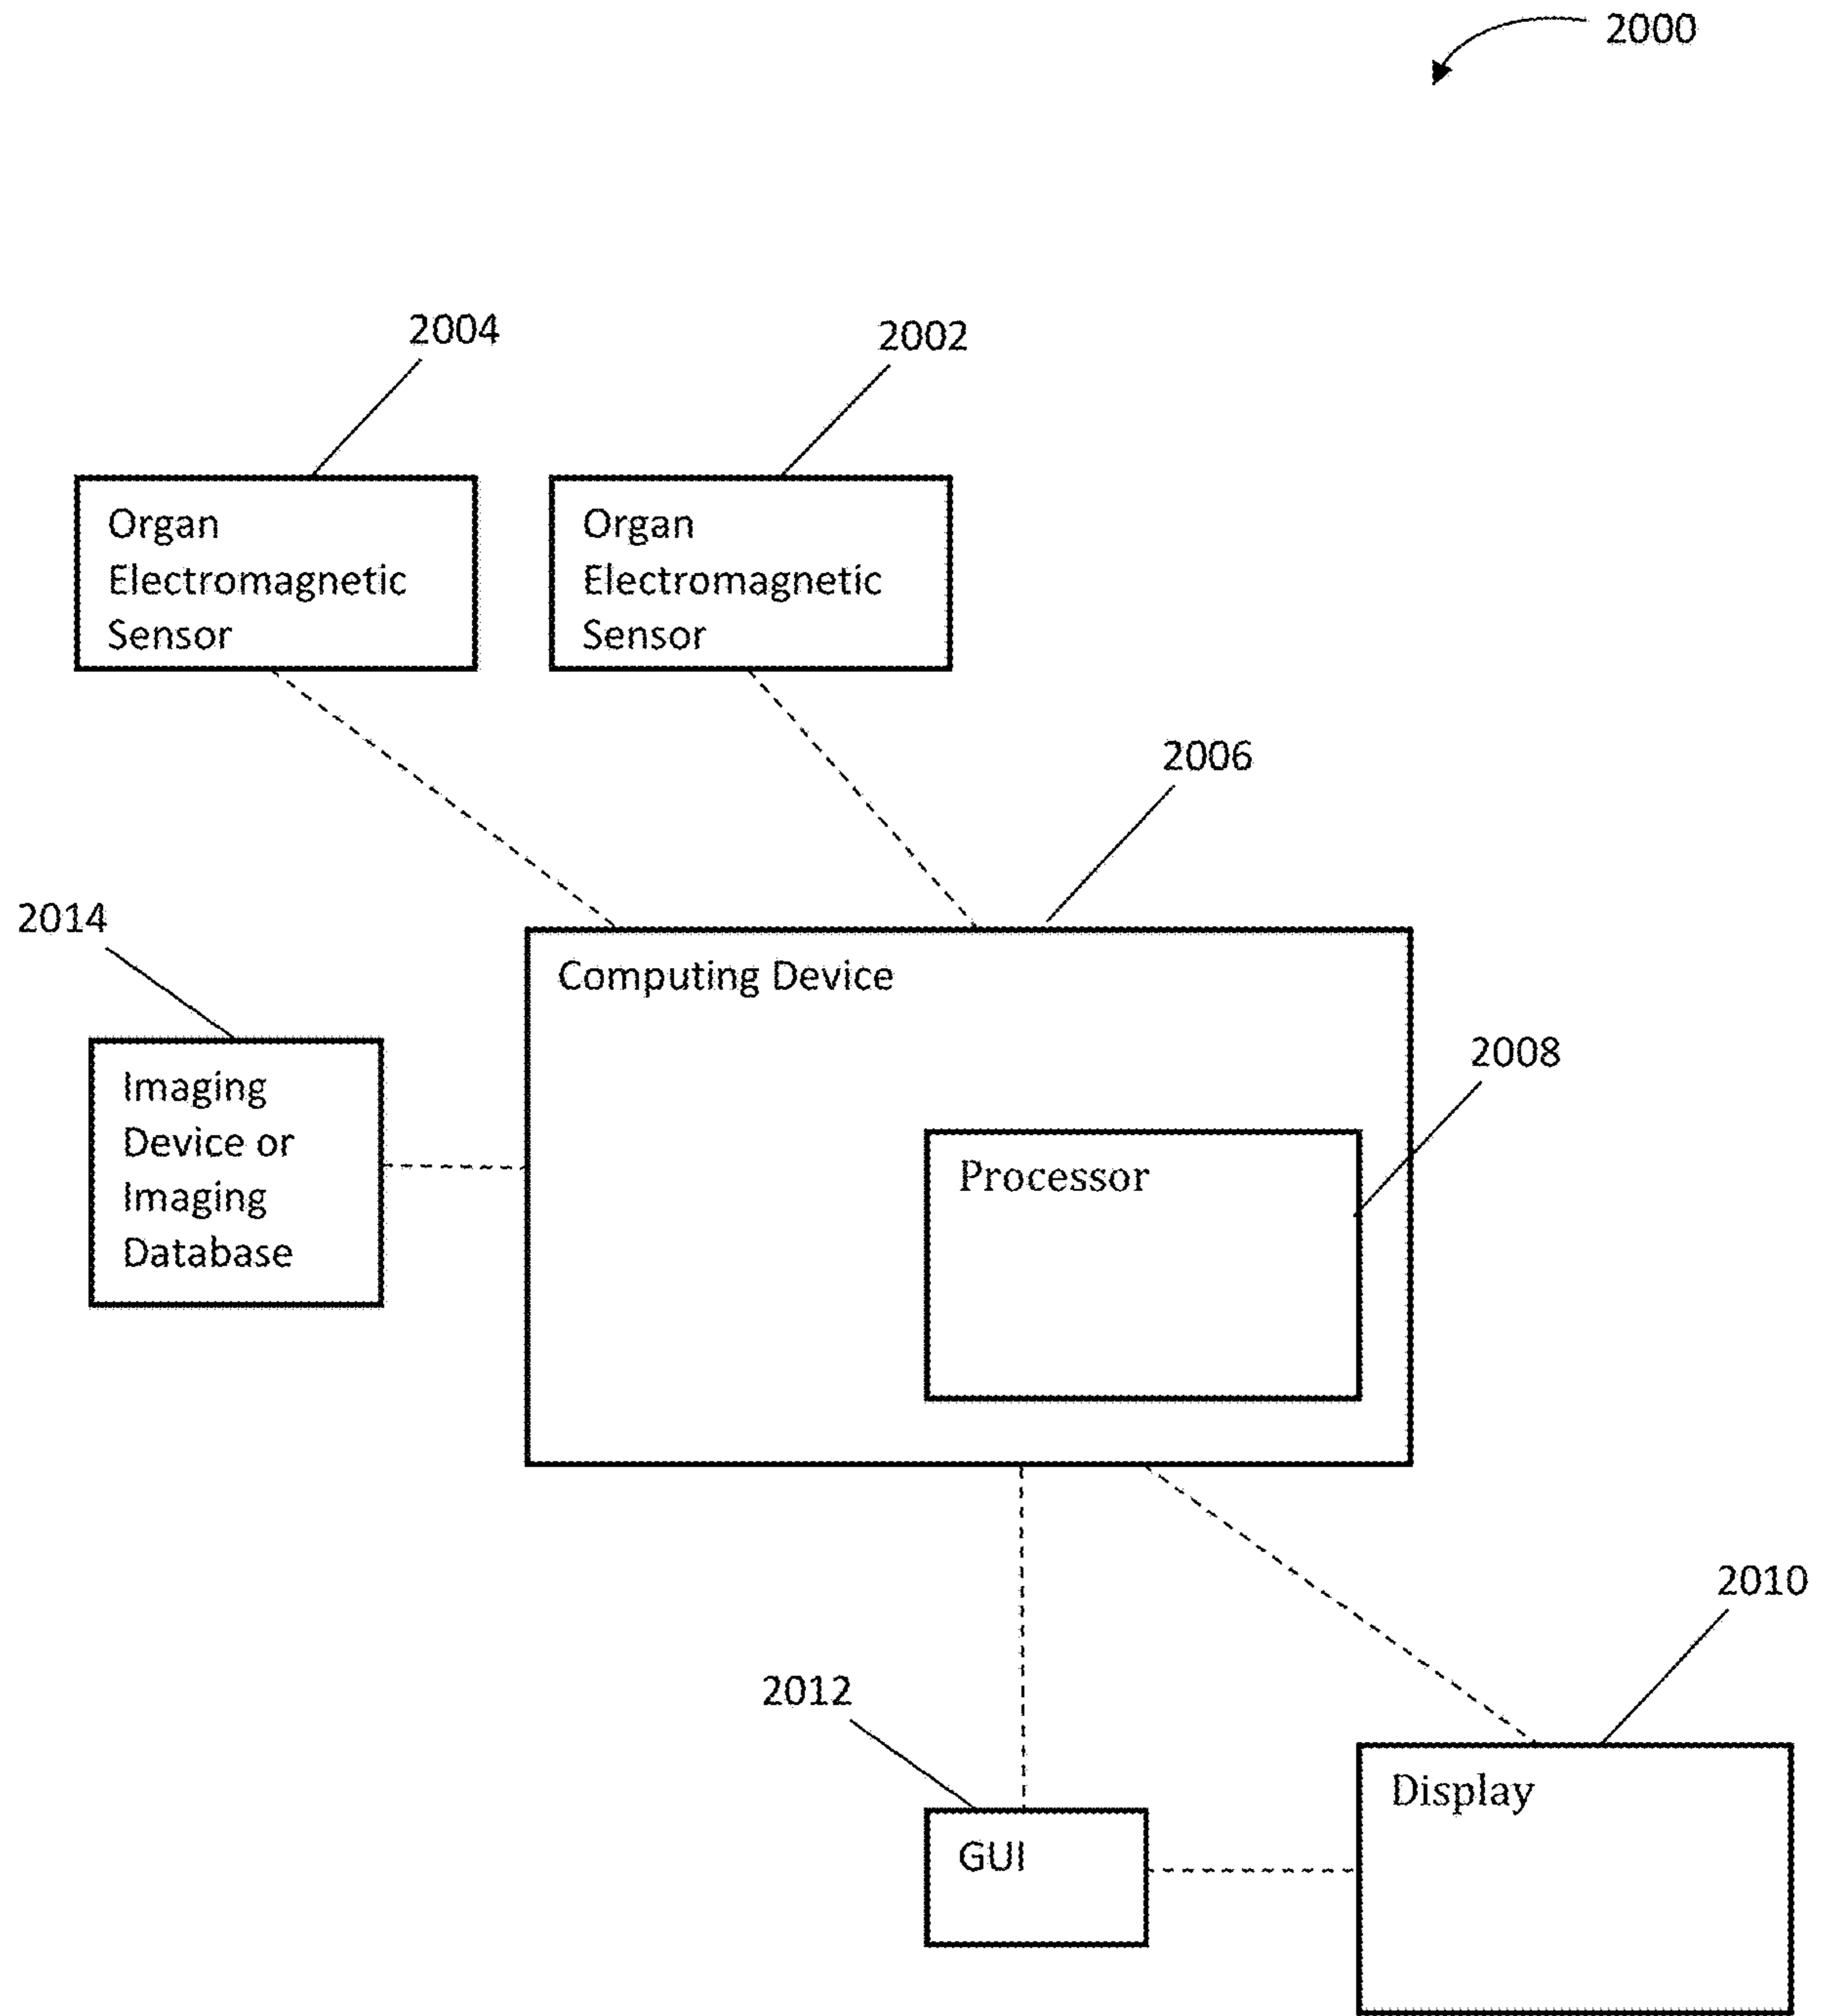 2000
2004
2002
Organ
Electromagnetic
Sensor
Organ
Electromagnetic
Sensor
2006
2014
Computing Device
2008
Imaging
Device or
Imaging
Database
Processor
2010
2012
Display
GUI